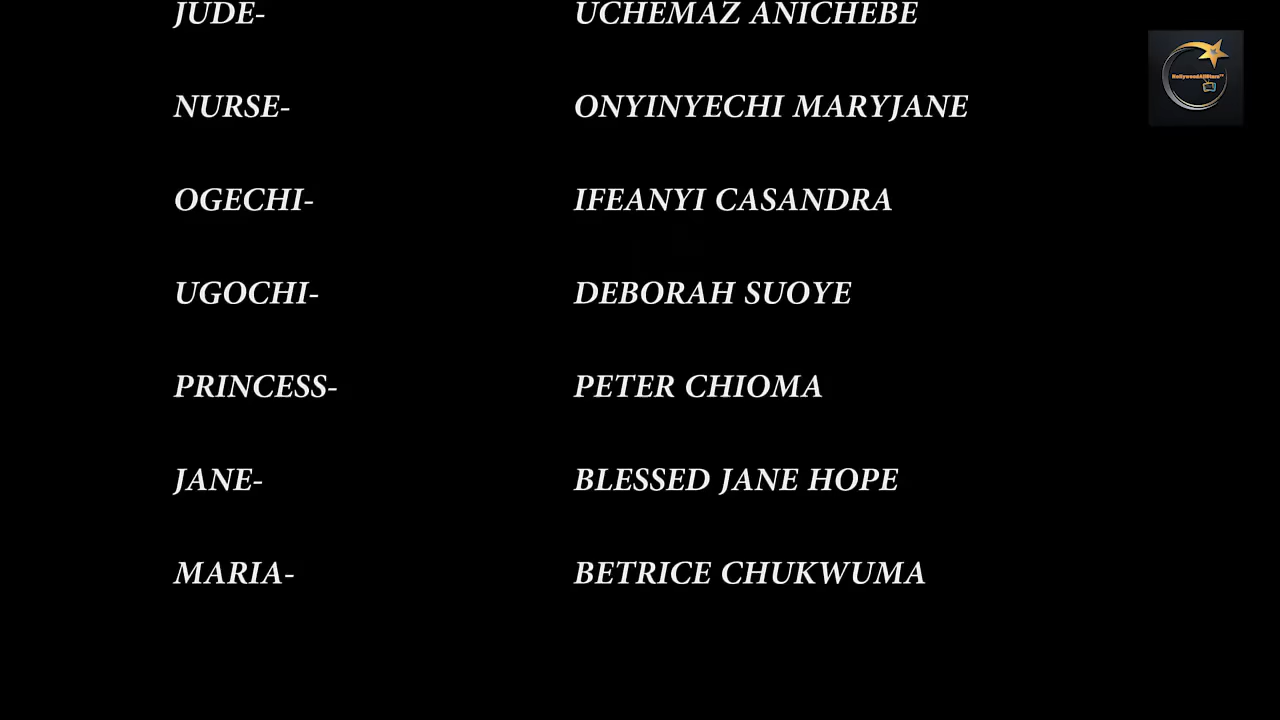 JUDE- UCHEMAZ ANICHEBE
NollywoodAllStarsTV
NURSE- ONYINYECHI MARYJANE
OGECHI- IFEANYI CASANDRA
UGOCHI- DEBORAH SUOYE
PRINCESS- PETER CHIOMA
JANE- BLESSED JANE HOPE
MARIA- BETRICE CHUKWUMA